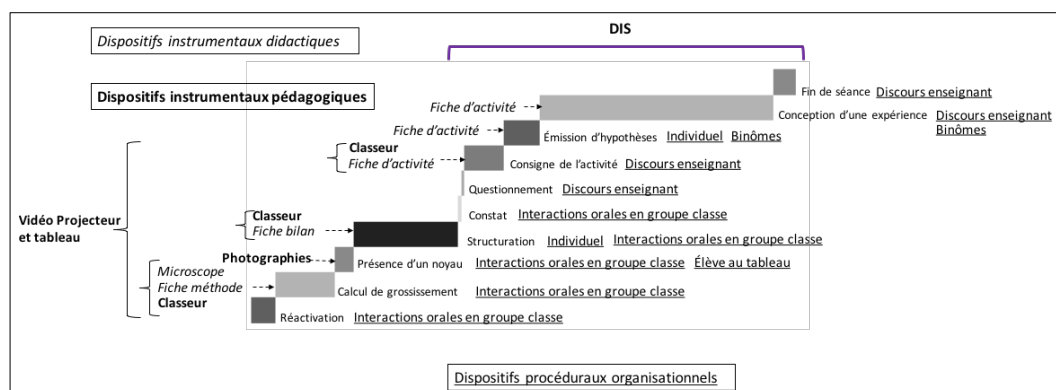 DIS
Dispositifs instrumentaux didactiques
Dispositifs instrumentaux pédagogiques
Fin de séance Discours enseignant
Fiche d'activité
Conception d'une expérience Discours enseignant
Binômes
Fiche d'activité
Émission d'hypothèses Individuel Binômes
Classeur
Fiche d'activité
Consigne de l'activité Discours enseignant
Questionnement Discours enseignant
Vidéo Projecteur
et tableau
Constat Interactions orales en groupe classe
Classeur
Fiche bilan
Structuration Individuel Interactions orales en groupe classe
Photographies
Présence d'un noyau Interactions orales en groupe classe Élève au tableau
Microscope
Fiche méthode
Classeur
Calcul de grossissement Interactions orales en groupe classe
Réactivation Interactions orales en groupe classe
Dispositifs procéduraux organisationnels